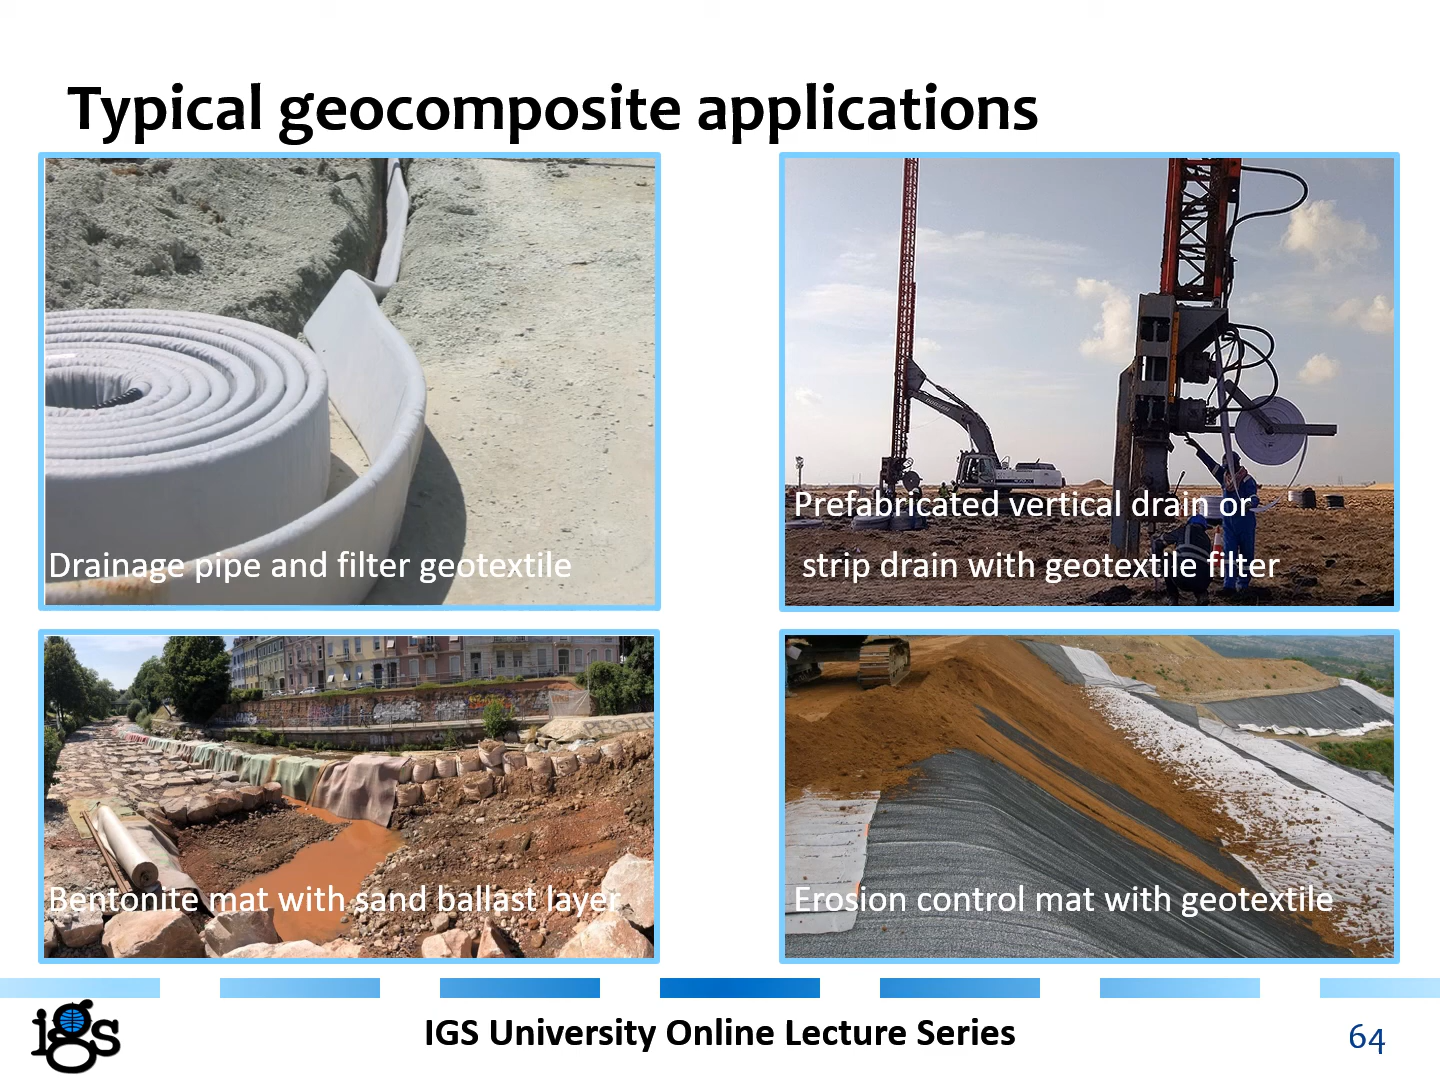 Typical geocomposite applications
Drainage pipe and filter geotextile
Prefabricated vertical drain or
strip drain with geotextile filter
Bentonite mat with sand ballast layer
Erosion control mat with geotextile
igs
IGS University Online Lecture Series
64